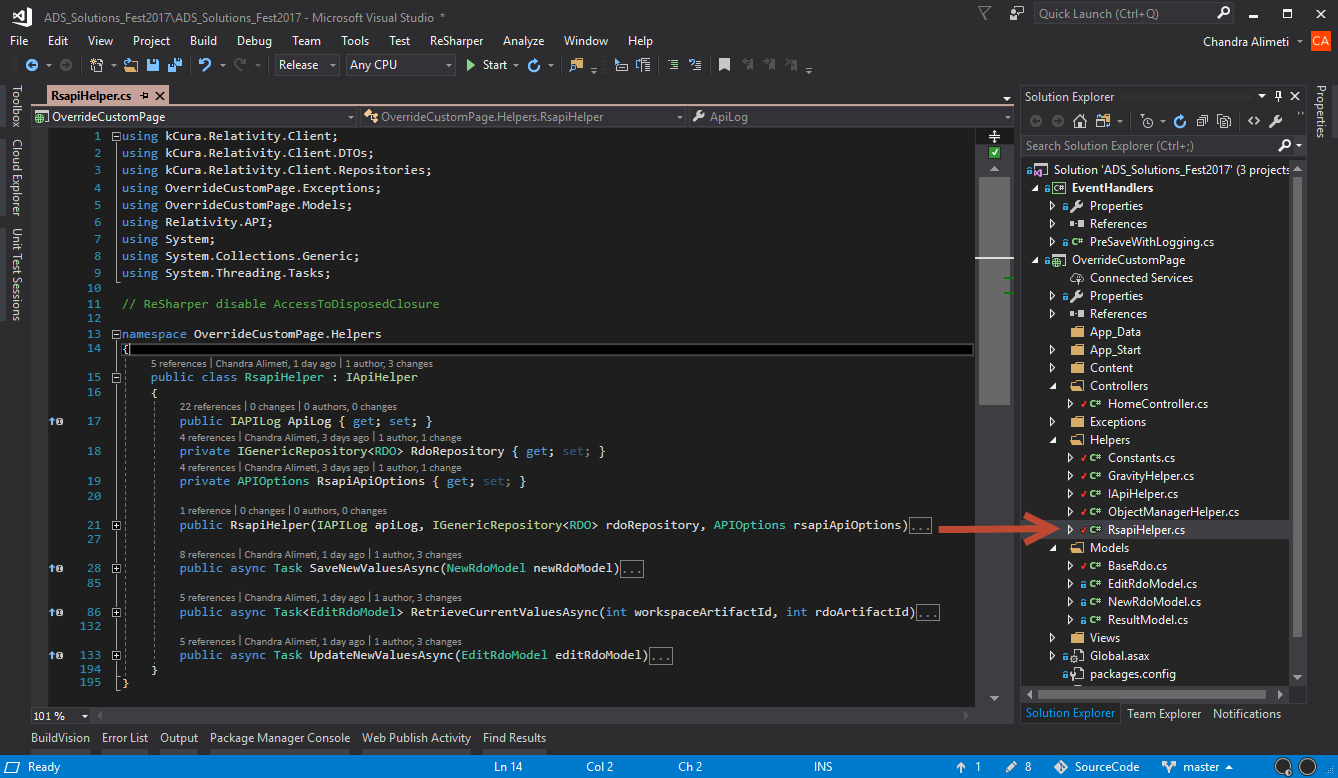 ADS_Solutions_Fest2017\ADS_Solutions_Fest2017 - Microsoft Visual Studio *
Quick Launch (Ctrl+Q)
File Edit View Project Build Debug Team Tools Test ReSharper Analyze Window Help
Chandra Alimeti CA
Release Any CPU Start
Toolbox
Cloud Explorer
Unit Test Sessions
RsapiHelper.cs
OverrideCustomPage OverrideCustomPage.Helpers.RsapiHelper ApiLog
1 using kCura.Relativity.Client;
2 using kCura.Relativity.Client.DTOs;
3 using kCura.Relativity.Client.Repositories;
4 using OverrideCustomPage.Exceptions;
5 using OverrideCustomPage.Models;
6 using Relativity.API;
7 using System;
8 using System.Collections.Generic;
9 using System.Threading.Tasks;
10
11 // ReSharper disable AccessToDisposedClosure
12
13 namespace OverrideCustomPage.Helpers
14 {
5 references | Chandra Alimeti, 1 day ago | 1 author, 3 changes
15 public class RsapiHelper : IApiHelper
16 {
22 references | 0 changes | 0 authors, 0 changes
17 public IAPILog ApiLog { get; set; }
4 references | Chandra Alimeti, 3 days ago | 1 author, 1 change
18 private IGenericRepository<RDO> RdoRepository { get; set; }
4 references | Chandra Alimeti, 3 days ago | 1 author, 1 change
19 private APIOptions RsapiApiOptions { get; set; }
20
1 reference | 0 changes | 0 authors, 0 changes
21 public RsapiHelper(IAPILog apiLog, IGenericRepository<RDO> rdoRepository, APIOptions rsapiApiOptions)...
27
8 references | Chandra Alimeti, 1 day ago | 1 author, 3 changes
28 public async Task SaveNewValuesAsync(NewRdoModel newRdoModel)...
85
5 references | Chandra Alimeti, 1 day ago | 1 author, 3 changes
86 public async Task<EditRdoModel> RetrieveCurrentValuesAsync(int workspaceArtifactId, int rdoArtifactId)...
132
5 references | Chandra Alimeti, 1 day ago | 1 author, 3 changes
133 public async Task UpdateNewValuesAsync(EditRdoModel editRdoModel)...
194 }
195 }
101 %
Solution Explorer
Search Solution Explorer (Ctrl+;)
Solution 'ADS_Solutions_Fest2017' (3 projects
C# EventHandlers
Properties
References
C# PreSaveWithLogging.cs
OverrideCustomPage
Connected Services
Properties
References
App_Data
App_Start
Content
Controllers
C# HomeController.cs
Exceptions
Helpers
C# Constants.cs
C# GravityHelper.cs
C# IApiHelper.cs
C# ObjectManagerHelper.cs
C# RsapiHelper.cs
Models
C# BaseRdo.cs
C# EditRdoModel.cs
C# NewRdoModel.cs
C# ResultModel.cs
Views
Global.asax
packages.config
Solution Explorer Team Explorer Notifications
Properties
BuildVision Error List Output Package Manager Console Web Publish Activity Find Results
Ready Ln 14 Col 2 Ch 2 INS 1 8 SourceCode master